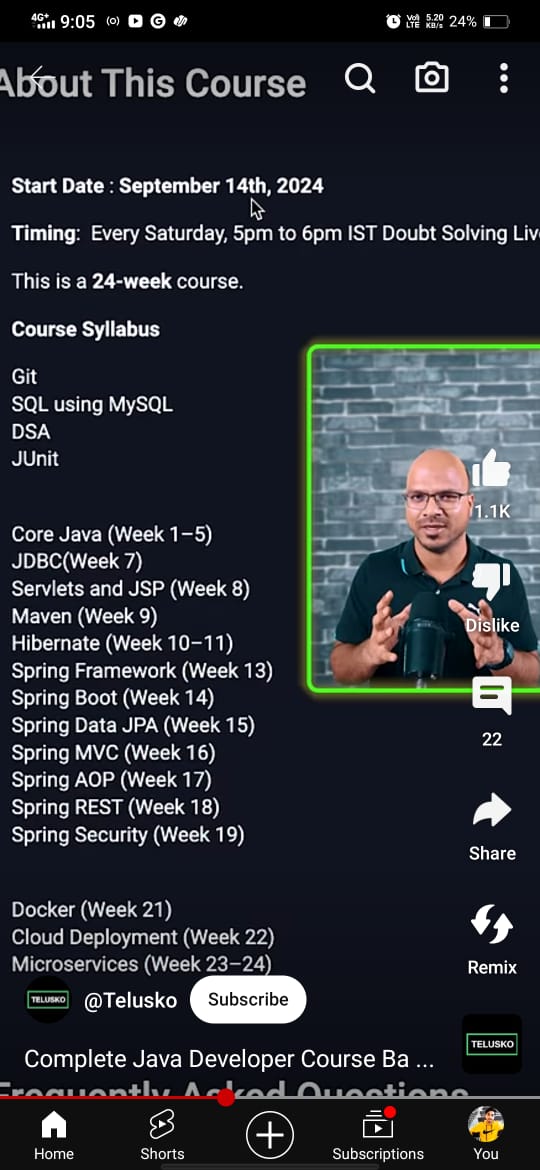 4G+ 9:05 Voli LTE 5.20 KB/s 24%
About This Course
Start Date : September 14th, 2024
Timing: Every Saturday, 5pm to 6pm IST Doubt Solving Liv
This is a 24-week course.
Course Syllabus
Git
SQL using MySQL
DSA
JUnit
1.1K
Core Java (Week 1–5)
JDBC(Week 7)
Servlets and JSP (Week 8)
Maven (Week 9)
Dislike
Hibernate (Week 10–11)
Spring Framework (Week 13)
Spring Boot (Week 14)
Spring Data JPA (Week 15)
22
Spring MVC (Week 16)
Spring AOP (Week 17)
Spring REST (Week 18)
Spring Security (Week 19)
Share
Docker (Week 21)
Cloud Deployment (Week 22)
Microservices (Week 23–24)
Remix
TELUSKO @Telusko Subscribe
TELUSKO
Complete Java Developer Course Ba ...
Frequently Asked Questions
Home Shorts Subscriptions You